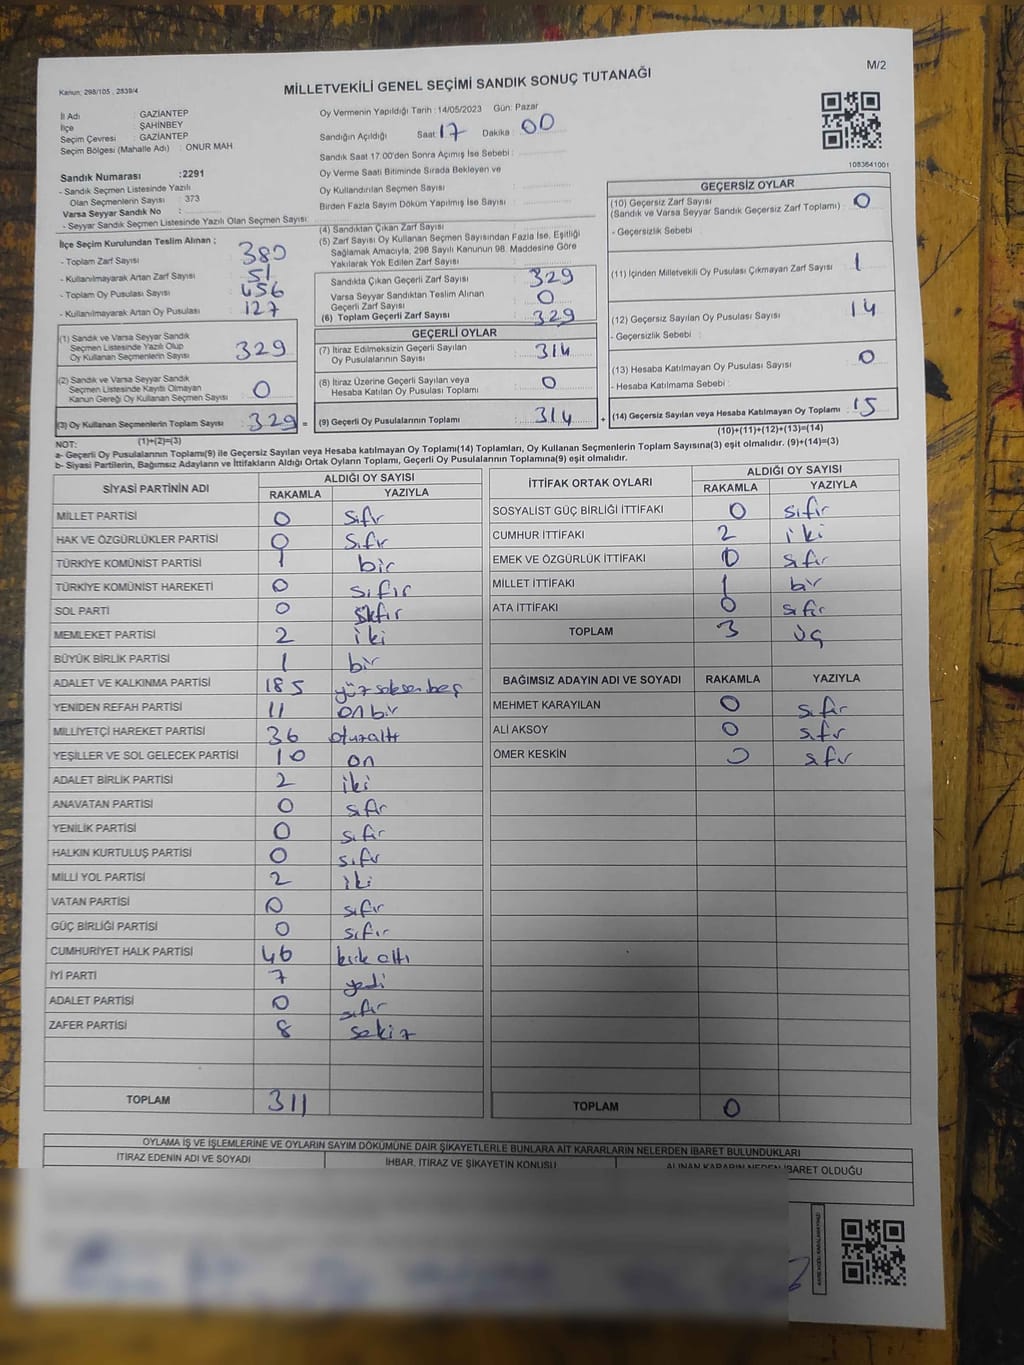 Kanun: 298/105 , 2839/4
MİLLETVEKİLİ GENEL SEÇİMİ SANDIK SONUÇ TUTANAĞI
M/2
İl Adı : GAZİANTEP
İlçe : ŞAHİNBEY
Seçim Çevresi : GAZİANTEP
Seçim Bölgesi (Mahalle Adı) : ONUR MAH.
Oy Vermenin Yapıldığı Tarih : 14/05/2023 Gün: Pazar
Sandığın Açıldığı Saat 17 Dakika : 00
Sandık Saat 17.00'den Sonra Açımış İse Sebebi :
Oy Verme Saati Bitiminde Sırada Bekleyen ve
Oy Kullandırılan Seçmen Sayısı :
Birden Fazla Sayım Döküm Yapılmış İse Sayısı :
1083641001
Sandık Numarası :2291
- Sandık Seçmen Listesinde Yazılı
Olan Seçmenlerin Sayısı : 373
Varsa Seyyar Sandık No :
- Seyyar Sandık Seçmen Listesinde Yazılı Olan Seçmen Sayısı:
İlçe Seçim Kurulundan Teslim Alınan ;
- Toplam Zarf Sayısı : 380
- Kullanılmayarak Artan Zarf Sayısı : 51
- Toplam Oy Pusulası Sayısı : 456
- Kullanılmayarak Artan Oy Pusulası : 127
(1) Sandık ve Varsa Seyyar Sandık
Seçmen Listesinde Yazılı Olup
Oy Kullanan Seçmenlerin Sayısı : 329
(2) Sandık ve Varsa Seyyar Sandık
Seçmen Listesinde Kayıtlı Olmayan
Kanun Gereği Oy Kullanan Seçmen Sayısı : 0
(3) Oy Kullanan Seçmenlerin Toplam Sayısı : 329 =
(1)+(2)=(3)
(4) Sandıktan Çıkan Zarf Sayısı :
(5) Zarf Sayısı Oy Kullanan Seçmen Sayısından Fazla İse, Eşitliği
Sağlamak Amacıyla, 298 Sayılı Kanunun 98. Maddesine Göre
Yakılarak Yok Edilen Zarf Sayısı :
Sandıkta Çıkan Geçerli Zarf Sayısı : 329
Varsa Seyyar Sandıktan Teslim Alınan
Geçerli Zarf Sayısı : 0
(6) Toplam Geçerli Zarf Sayısı : 329
GEÇERLİ OYLAR
(7) İtiraz Edilmeksizin Geçerli Sayılan
Oy Pusulalarının Sayısı : 314
(8) İtiraz Üzerine Geçerli Sayılan veya
Hesaba Katılan Oy Pusulası Toplamı : 0
(9) Geçerli Oy Pusulalarının Toplamı : 314 +
GEÇERSİZ OYLAR
(10) Geçersiz Zarf Sayısı : 0
(Sandık ve Varsa Seyyar Sandık Geçersiz Zarf Toplamı)
- Geçersizlik Sebebi :
(11) İçinden Milletvekili Oy Pusulası Çıkmayan Zarf Sayısı : 1
(12) Geçersiz Sayılan Oy Pusulası Sayısı : 14
- Geçersizlik Sebebi :
(13) Hesaba Katılmayan Oy Pusulası Sayısı : 0
- Hesaba Katılmama Sebebi :
(14) Geçersiz Sayılan veya Hesaba Katılmayan Oy Toplamı : 15
(10)+(11)+(12)+(13)=(14)
NOT:
a- Geçerli Oy Pusulalarının Toplamı(9) ile Geçersiz Sayılan veya Hesaba katılmayan Oy Toplamı(14) Toplamları, Oy Kullanan Seçmenlerin Toplam Sayısına(3) eşit olmalıdır. (9)+(14)=(3)
b- Siyasi Partilerin, Bağımsız Adayların ve İttifakların Aldığı Ortak Oyların Toplamı, Geçerli Oy Pusulalarının Toplamına(9) eşit olmalıdır.
SİYASİ PARTİNİN ADI ALDIĞI OY SAYISI
RAKAMLA YAZIYLA
MİLLET PARTİSİ 0 sıfır
HAK VE ÖZGÜRLÜKLER PARTİSİ 0 sıfır
TÜRKİYE KOMÜNİST PARTİSİ 1 bir
TÜRKİYE KOMÜNİST HAREKETİ 0 sıfır
SOL PARTİ 0 sıfır
MEMLEKET PARTİSİ 2 iki
BÜYÜK BİRLİK PARTİSİ 1 bir
ADALET VE KALKINMA PARTİSİ 185 yüzseksenbeş
YENİDEN REFAH PARTİSİ 11 onbir
MİLLİYETÇİ HAREKET PARTİSİ 36 otuzaltı
YEŞİLLER VE SOL GELECEK PARTİSİ 10 on
ADALET BİRLİK PARTİSİ 2 iki
ANAVATAN PARTİSİ 0 sıfır
YENİLİK PARTİSİ 0 sıfır
HALKIN KURTULUŞ PARTİSİ 0 sıfır
MİLLİ YOL PARTİSİ 2 iki
VATAN PARTİSİ 0 sıfır
GÜÇ BİRLİĞİ PARTİSİ 0 sıfır
CUMHURİYET HALK PARTİSİ 46 kırk altı
İYİ PARTİ 7 yedi
ADALET PARTİSİ 0 sıfır
ZAFER PARTİSİ 8 sekiz
TOPLAM 311
İTTİFAK ORTAK OYLARI ALDIĞI OY SAYISI
RAKAMLA YAZIYLA
SOSYALİST GÜÇ BİRLİĞİ İTTİFAKI 0 sıfır
CUMHUR İTTİFAKI 2 iki
EMEK VE ÖZGÜRLÜK İTTİFAKI 0 sıfır
MİLLET İTTİFAKI 1 bir
ATA İTTİFAKI 0 sıfır
TOPLAM 3 üç
BAĞIMSIZ ADAYIN ADI VE SOYADI RAKAMLA YAZIYLA
MEHMET KARAYILAN 0 sıfır
ALİ AKSOY 0 sıfır
ÖMER KESKİN 0 sıfır
TOPLAM 0
OYLAMA İŞ VE İŞLEMLERİNE VE OYLARIN SAYIM DÖKÜMÜNE DAİR ŞİKAYETLERLE BUNLARA AİT KARARLARIN NELERDEN İBARET BULUNDUKLARI
İTİRAZ EDENİN ADI VE SOYADI İHBAR, İTİRAZ VE ŞİKAYETİN KONUSU ALINAN KARARIN NEDEN İBARET OLDUĞU